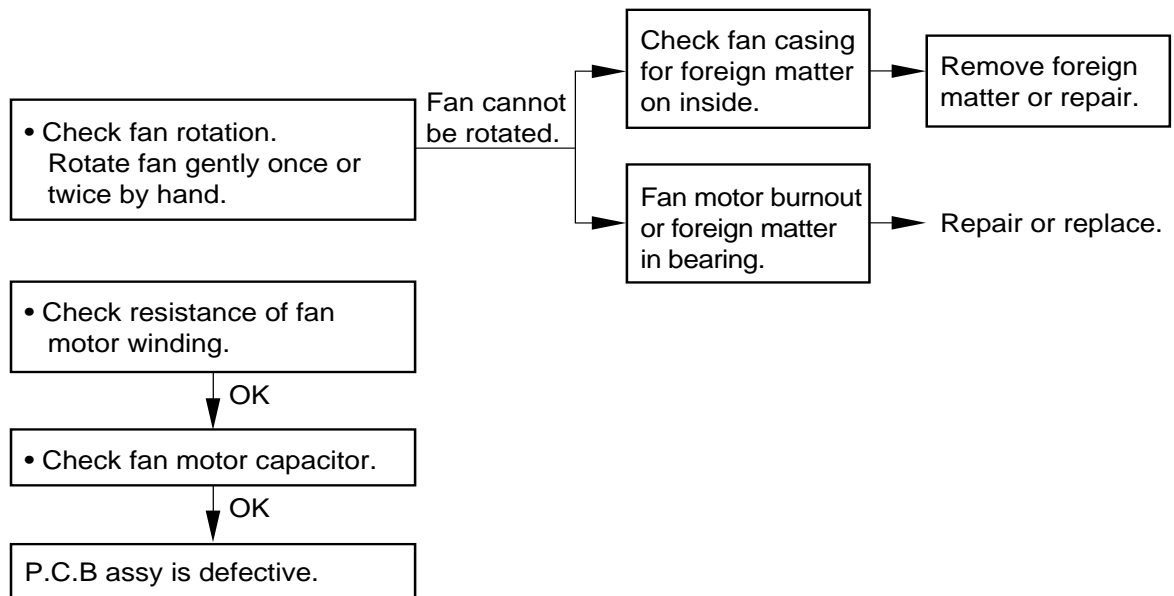 • Check fan rotation.
Rotate fan gently once or
twice by hand.
Fan cannot
be rotated.
Check fan casing
for foreign matter
on inside.
Remove foreign
matter or repair.
Fan motor burnout
or foreign matter
in bearing.
Repair or replace.
• Check resistance of fan
motor winding.
OK
• Check fan motor capacitor.
OK
P.C.B assy is defective.